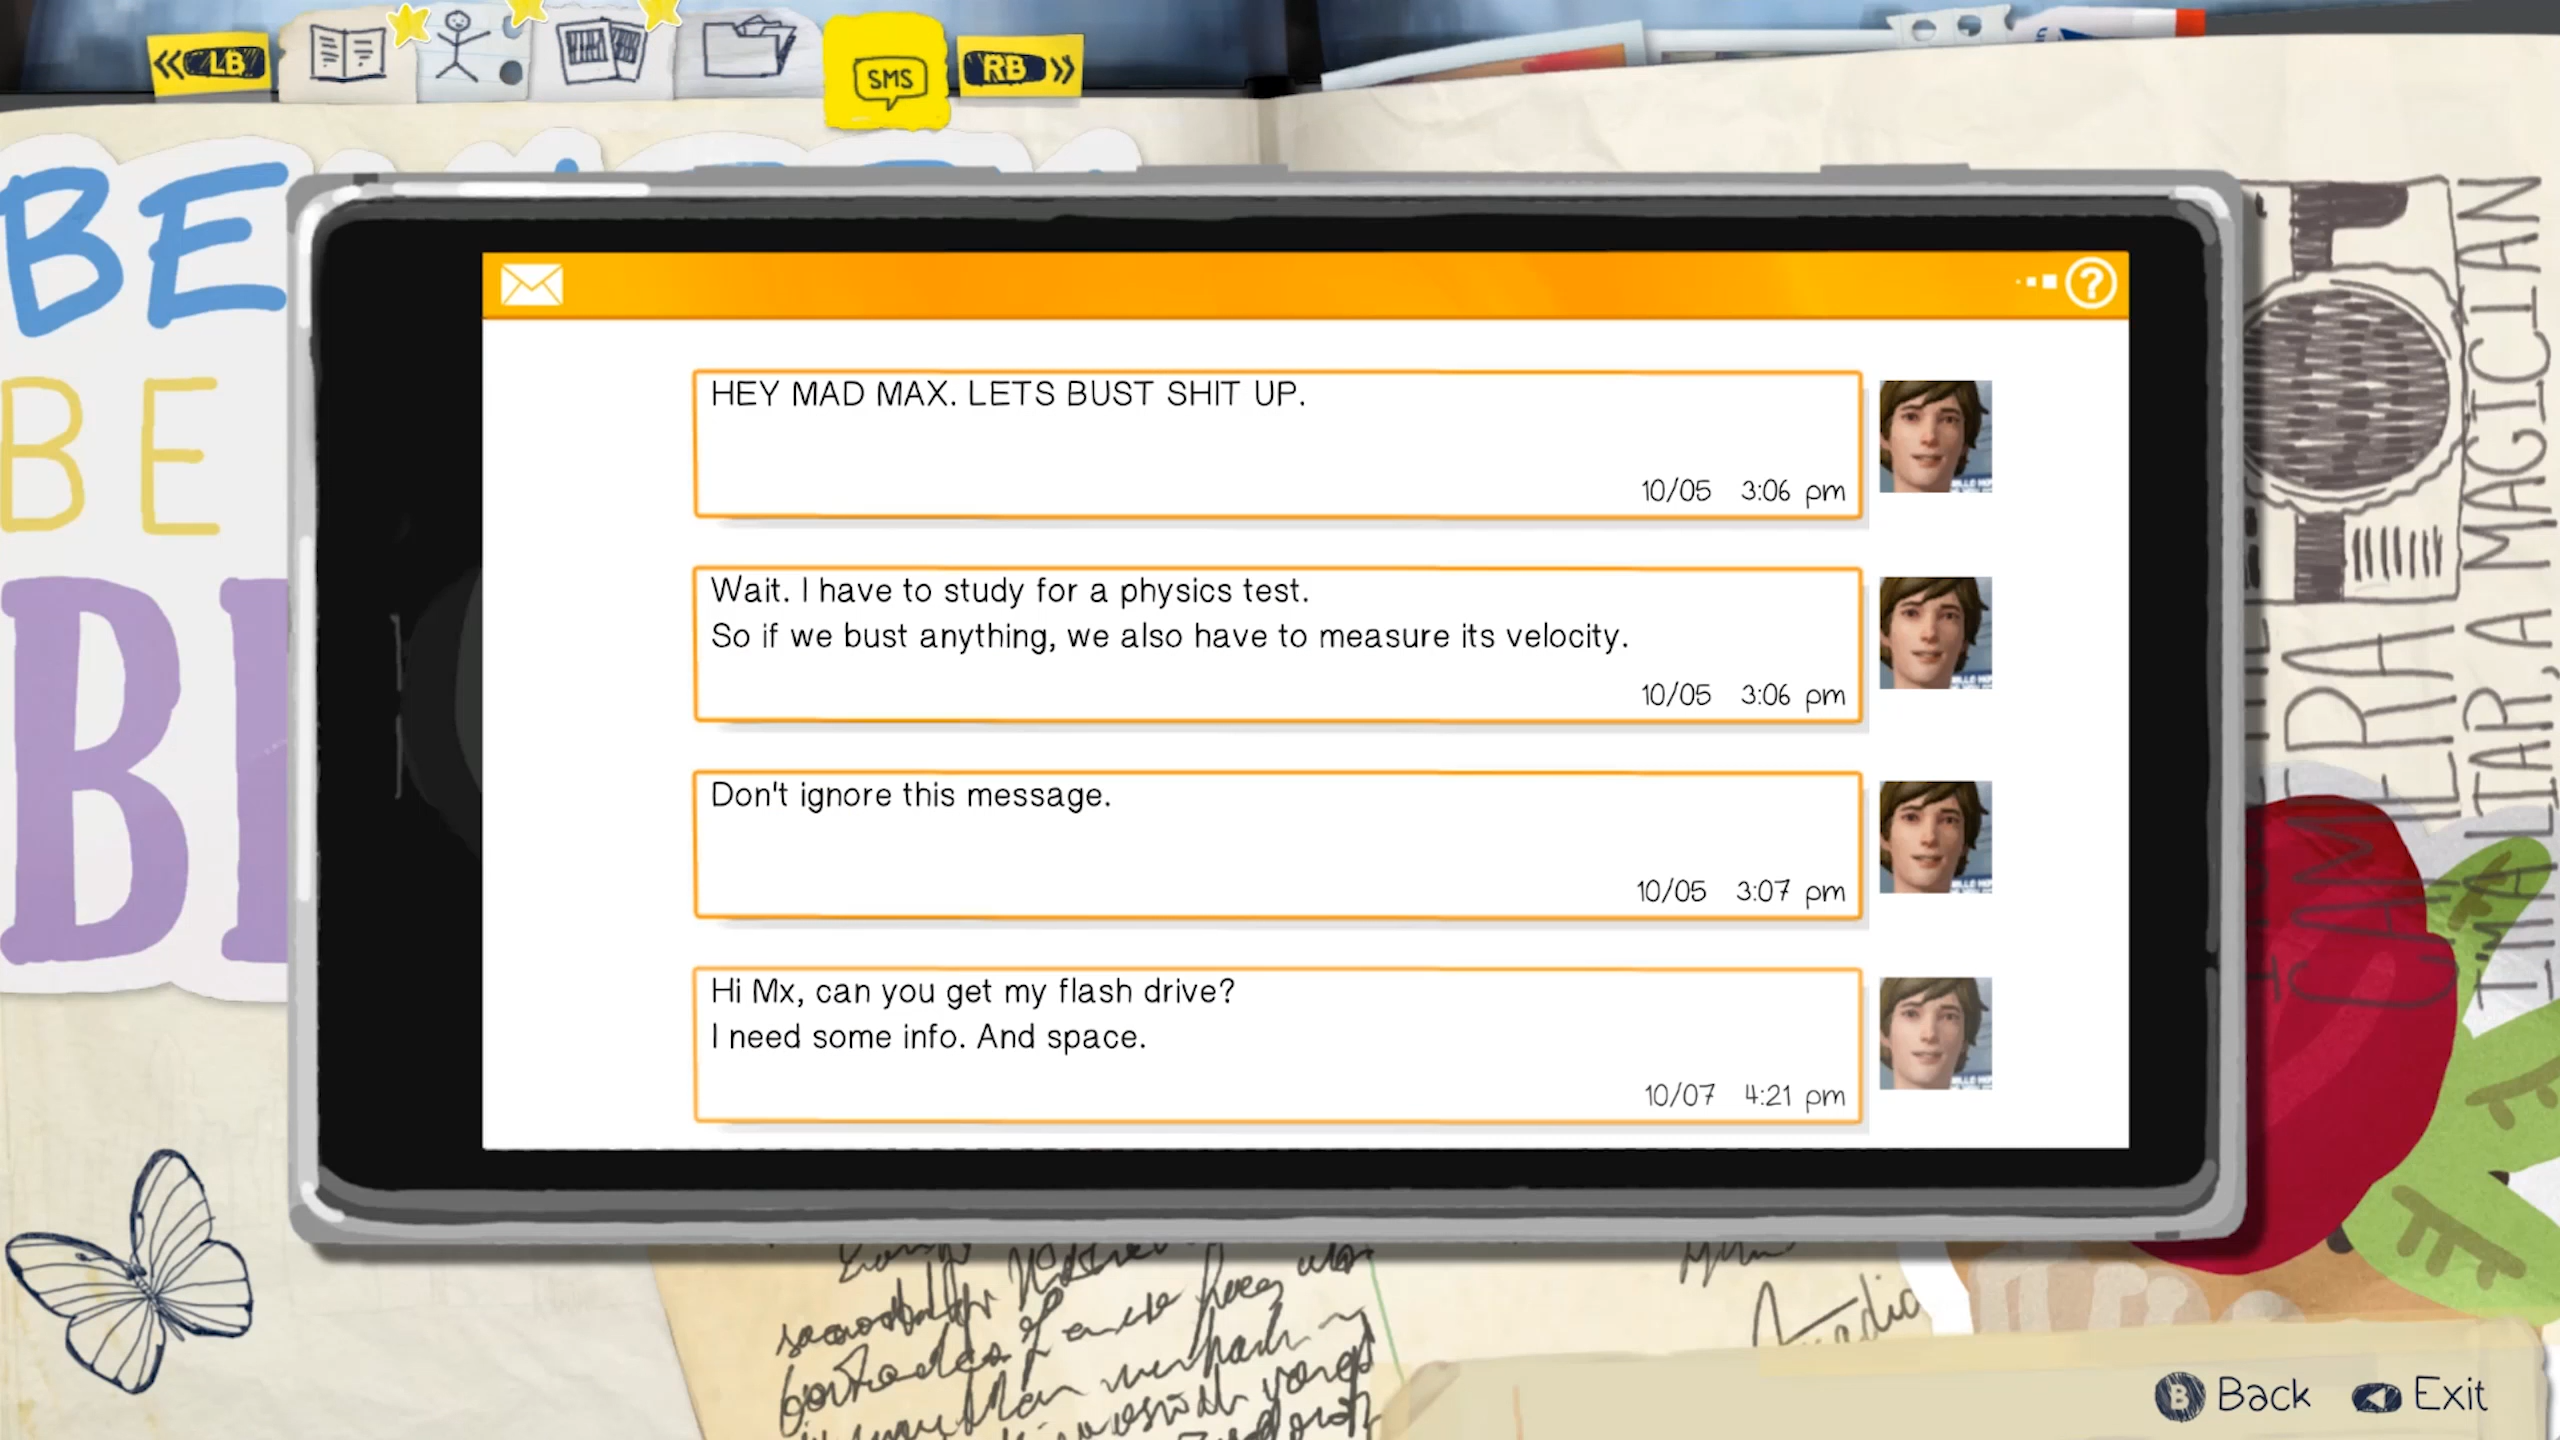 LB
SMS
RB
BE
BE
HEY MAD MAX. LETS BUST SHIT UP.
10/05 3:06 pm
Wait. I have to study for a physics test.
So if we bust anything, we also have to measure its velocity.
10/05 3:06 pm
Don't ignore this message.
10/05 3:07 pm
Hi Mx, can you get my flash drive?
I need some info. And space.
10/07 4:21 pm
CAMERA
LIAR, A MAGICIAN
B Back
Exit